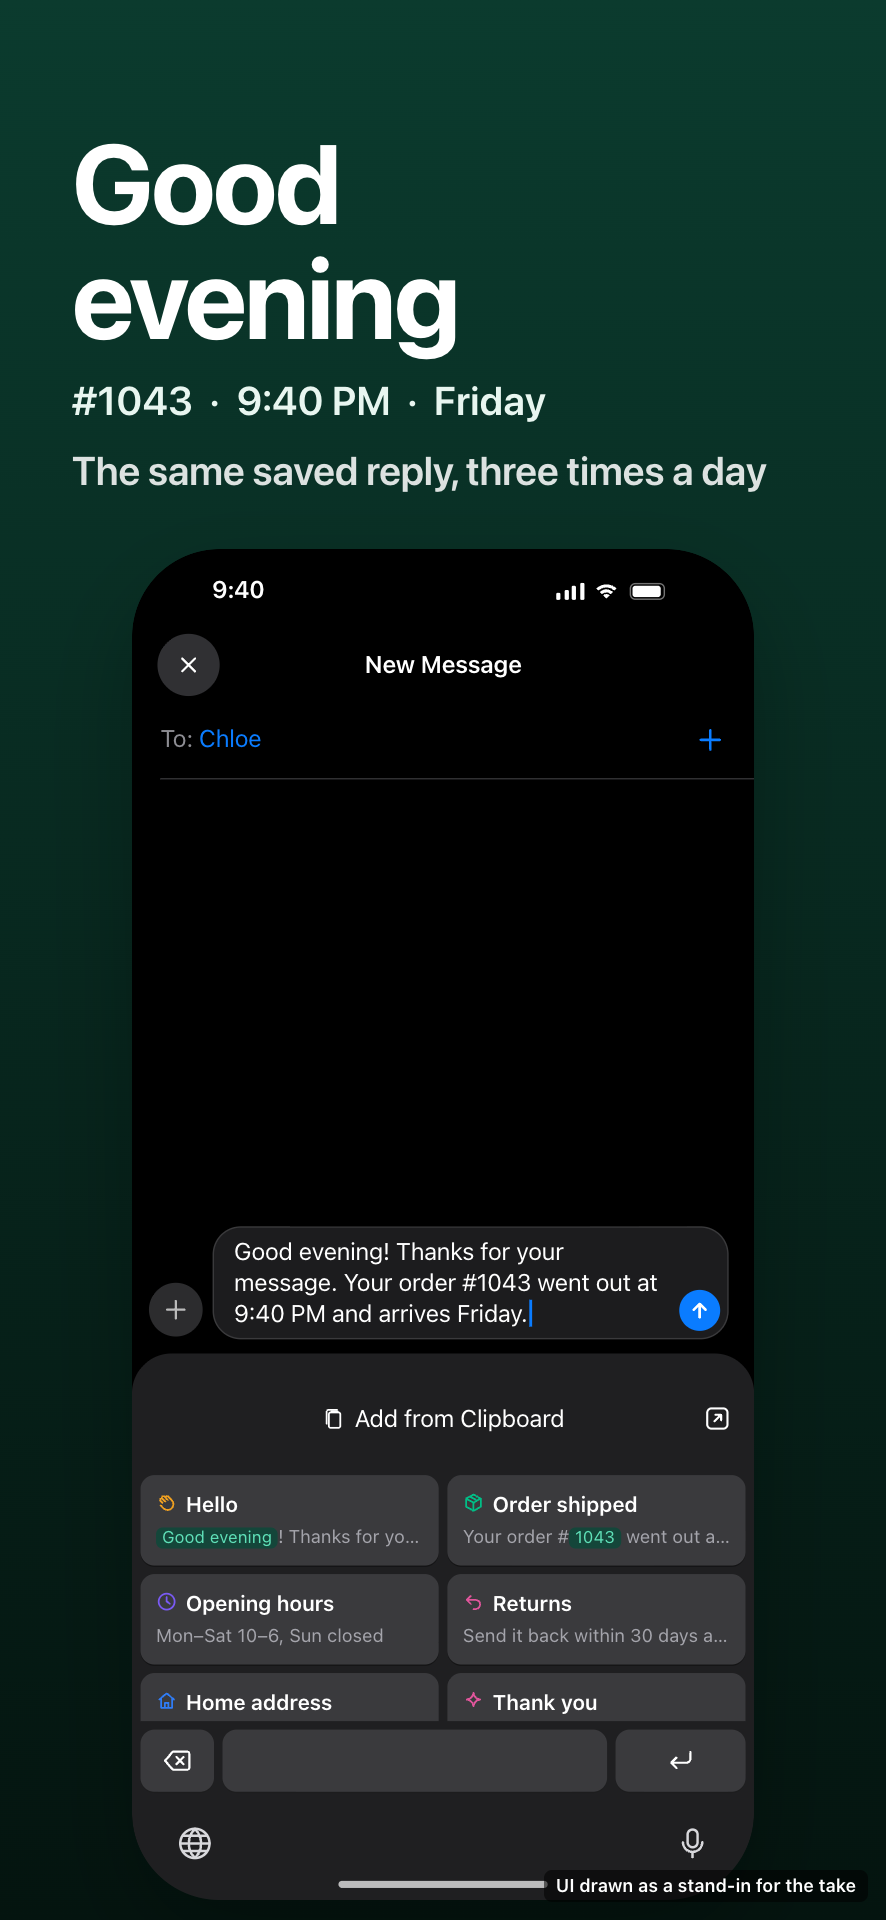 Good
evening
#1043 · 9:40 PM · Friday
The same saved reply, three times a day
9:40
New Message
To: Chloe
Good evening! Thanks for your
message. Your order #1043 went out at
9:40 PM and arrives Friday.
Add from Clipboard
Hello
Good evening! Thanks for yo...
Order shipped
Your order #1043 went out a...
Opening hours
Mon–Sat 10–6, Sun closed
Returns
Send it back within 30 days a...
Home address
Thank you
UI drawn as a stand-in for the take